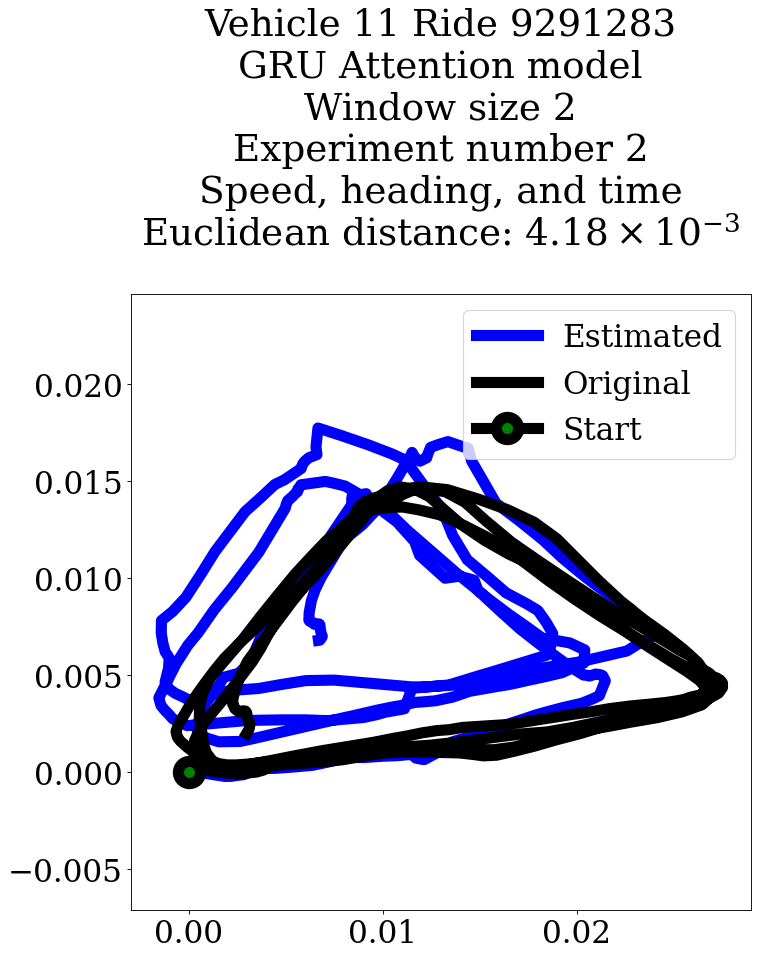 Vehicle 11 Ride 9291283
GRU Attention model
Window size 2
Experiment number 2
Speed, heading, and time
Euclidean distance: 4.18 × 10⁻³
Estimated
Original
Start
0.020
0.015
0.010
0.005
0.000
−0.005
0.00 0.01 0.02